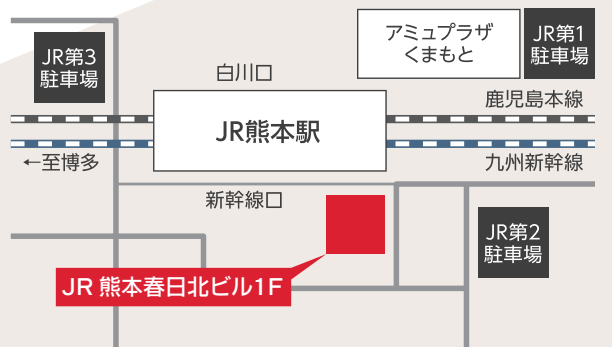 アミュプラザ
くまもと
JR第1
駐車場
JR第3
駐車場
白川口
鹿児島本線
JR熊本駅
←至博多
九州新幹線
新幹線口
JR第2
駐車場
JR 熊本春日北ビル1F